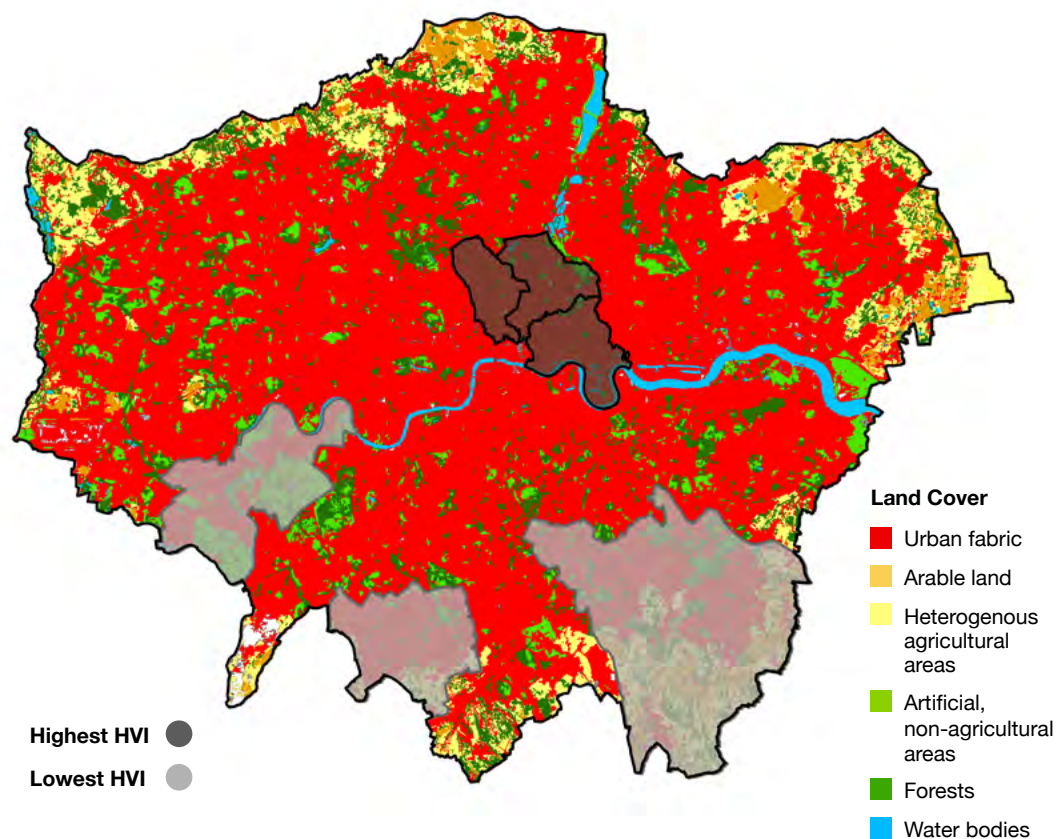 Land Cover
Urban fabric
Arable land
Heterogenous
agricultural
areas
Artificial,
non-agricultural
areas
Forests
Water bodies
Highest HVI
Lowest HVI